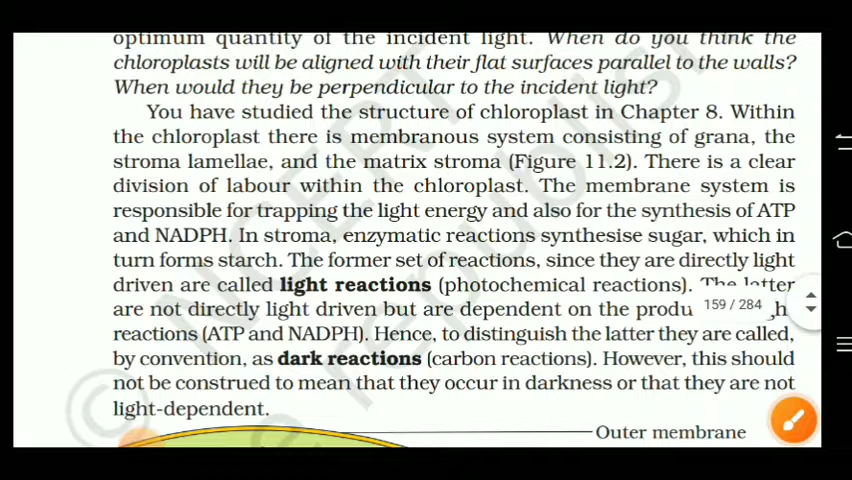 optimum quantity of the incident light. When do you think the
chloroplasts will be aligned with their flat surfaces parallel to the walls?
When would they be perpendicular to the incident light?
You have studied the structure of chloroplast in Chapter 8. Within
the chloroplast there is membranous system consisting of grana, the
stroma lamellae, and the matrix stroma (Figure 11.2). There is a clear
division of labour within the chloroplast. The membrane system is
responsible for trapping the light energy and also for the synthesis of ATP
and NADPH. In stroma, enzymatic reactions synthesise sugar, which in
turn forms starch. The former set of reactions, since they are directly light
driven are called light reactions (photochemical reactions). The latter
are not directly light driven but are dependent on the
159 / 284
reactions (ATP and NADPH). Hence, to distinguish the latter they are called,
by convention, as dark reactions (carbon reactions). However, this should
not be construed to mean that they occur in darkness or that they are not
light-dependent.
Outer membrane
© NCERT
republis